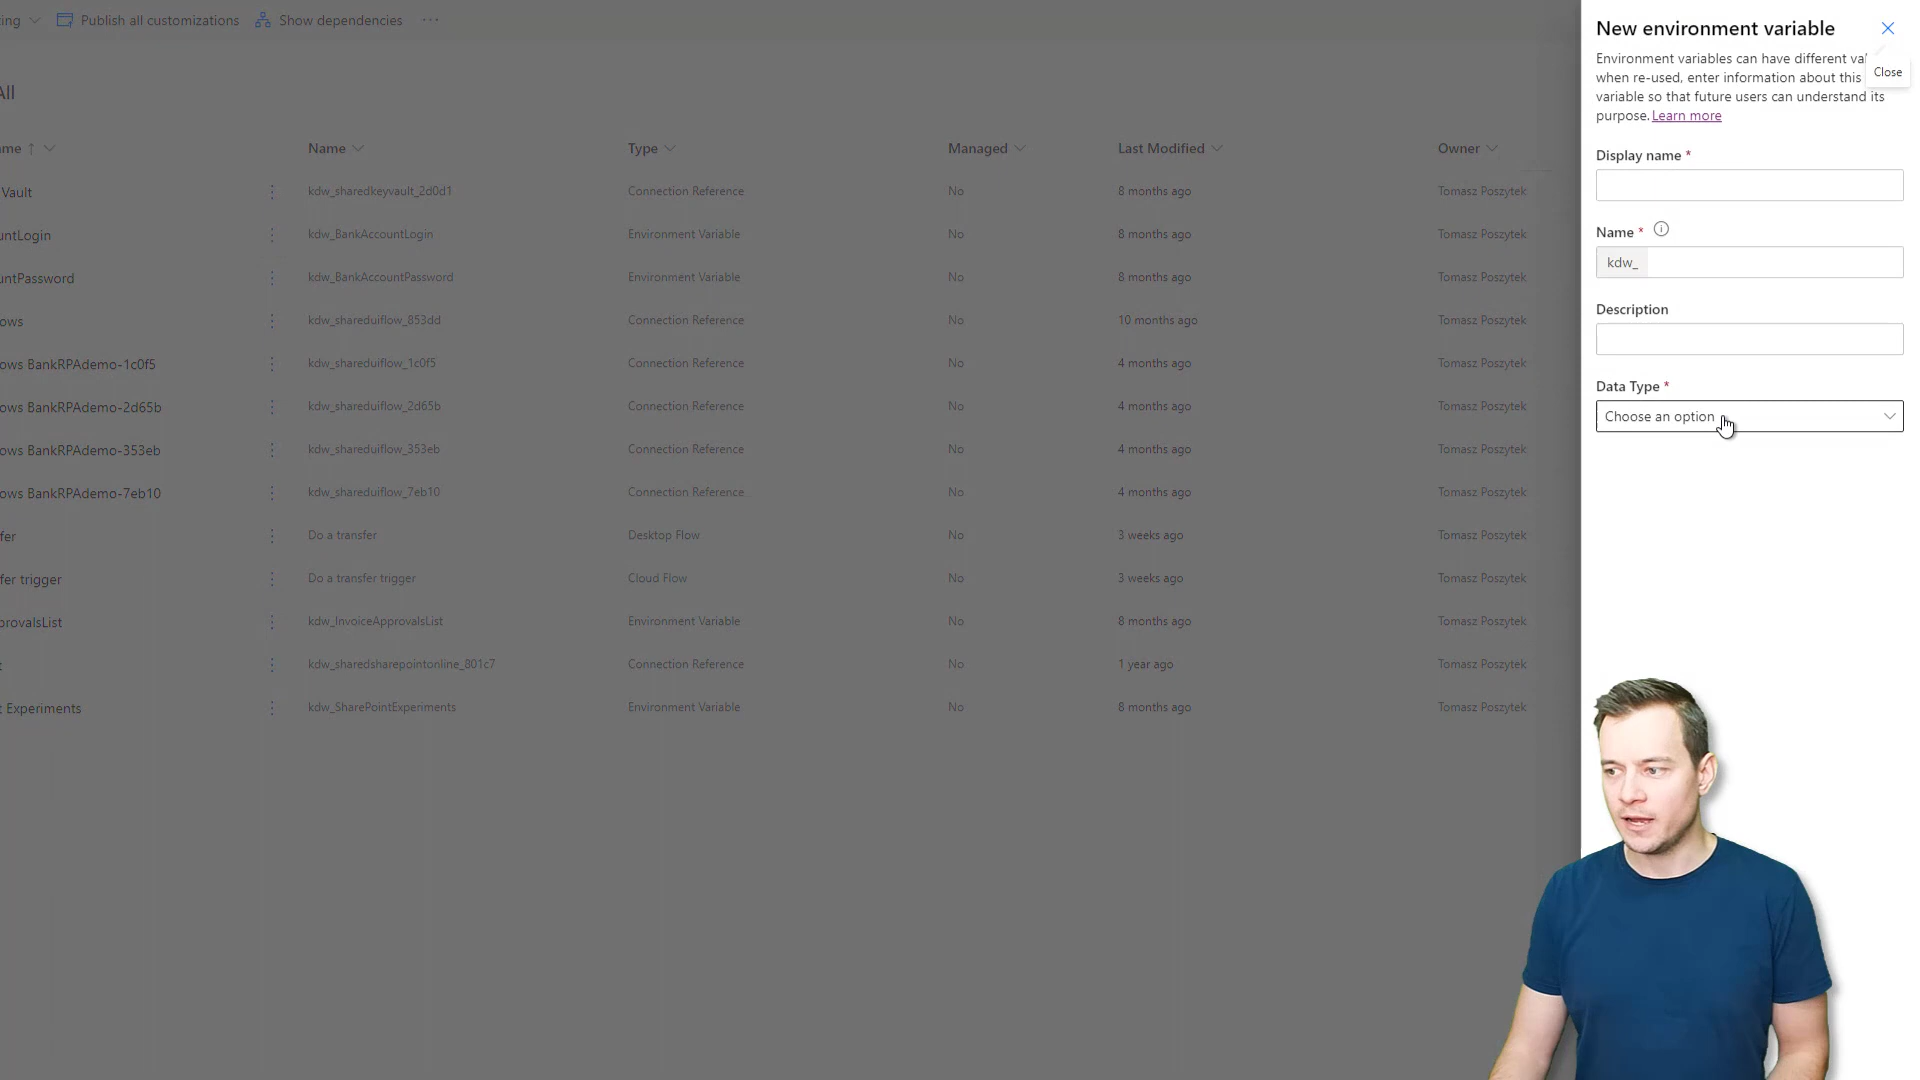 Publish all customizations Show dependencies ...
New environment variable
Environment variables can have different
when re-used, enter information about this
variable so that future users can understand its
purpose. Learn more
Close
Display name *
Name *
kdw_
Description
Data Type *
Choose an option
All
Name Type Managed Last Modified Owner
Vault kdw_sharedkeyvault_2d0d1 Connection Reference No 8 months ago Tomasz Poszytek
untLogin kdw_BankAccountLogin Environment Variable No 8 months ago Tomasz Poszytek
untPassword kdw_BankAccountPassword Environment Variable No 8 months ago Tomasz Poszytek
ows kdw_shareduiflow_853dd Connection Reference No 10 months ago Tomasz Poszytek
ows BankRPAdemo-1c0f5 kdw_shareduiflow_1c0f5 Connection Reference No 4 months ago Tomasz Poszytek
ows BankRPAdemo-2d65b kdw_shareduiflow_2d65b Connection Reference No 4 months ago Tomasz Poszytek
ows BankRPAdemo-353eb kdw_shareduiflow_353eb Connection Reference No 4 months ago Tomasz Poszytek
ows BankRPAdemo-7eb10 kdw_shareduiflow_7eb10 Connection Reference No 4 months ago Tomasz Poszytek
fer Do a transfer Desktop Flow No 3 weeks ago Tomasz Poszytek
fer trigger Do a transfer trigger Cloud Flow No 3 weeks ago Tomasz Poszytek
provalsList kdw_InvoiceApprovalsList Environment Variable No 8 months ago Tomasz Poszytek
kdw_sharedsharepointonline_801c7 Connection Reference No 1 year ago Tomasz Poszytek
t Experiments kdw_SharePointExperiments Environment Variable No 8 months ago Tomasz Poszytek